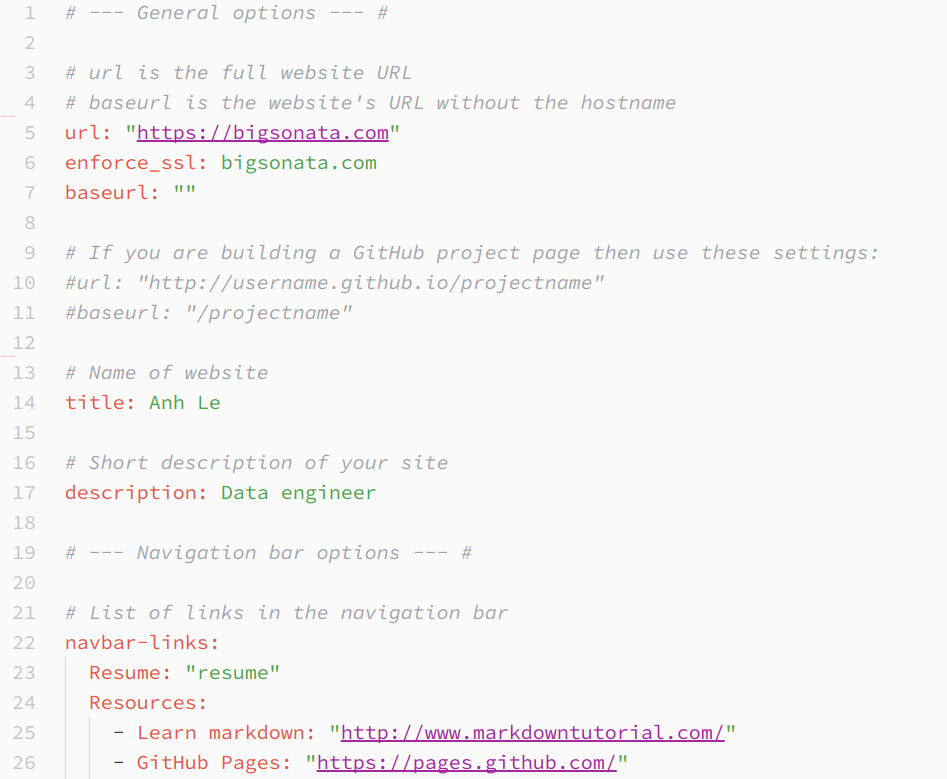 1 # --- General options --- #
2
3 # url is the full website URL
4 # baseurl is the website's URL without the hostname
5 url: "https://bigsonata.com"
6 enforce_ssl: bigsonata.com
7 baseurl: ""
8
9 # If you are building a GitHub project page then use these settings:
10 #url: "http://username.github.io/projectname"
11 #baseurl: "/projectname"
12
13 # Name of website
14 title: Anh Le
15
16 # Short description of your site
17 description: Data engineer
18
19 # --- Navigation bar options --- #
20
21 # List of links in the navigation bar
22 navbar-links:
23   Resume: "resume"
24   Resources:
25     - Learn markdown: "http://www.markdowntutorial.com/"
26     - GitHub Pages: "https://pages.github.com/"